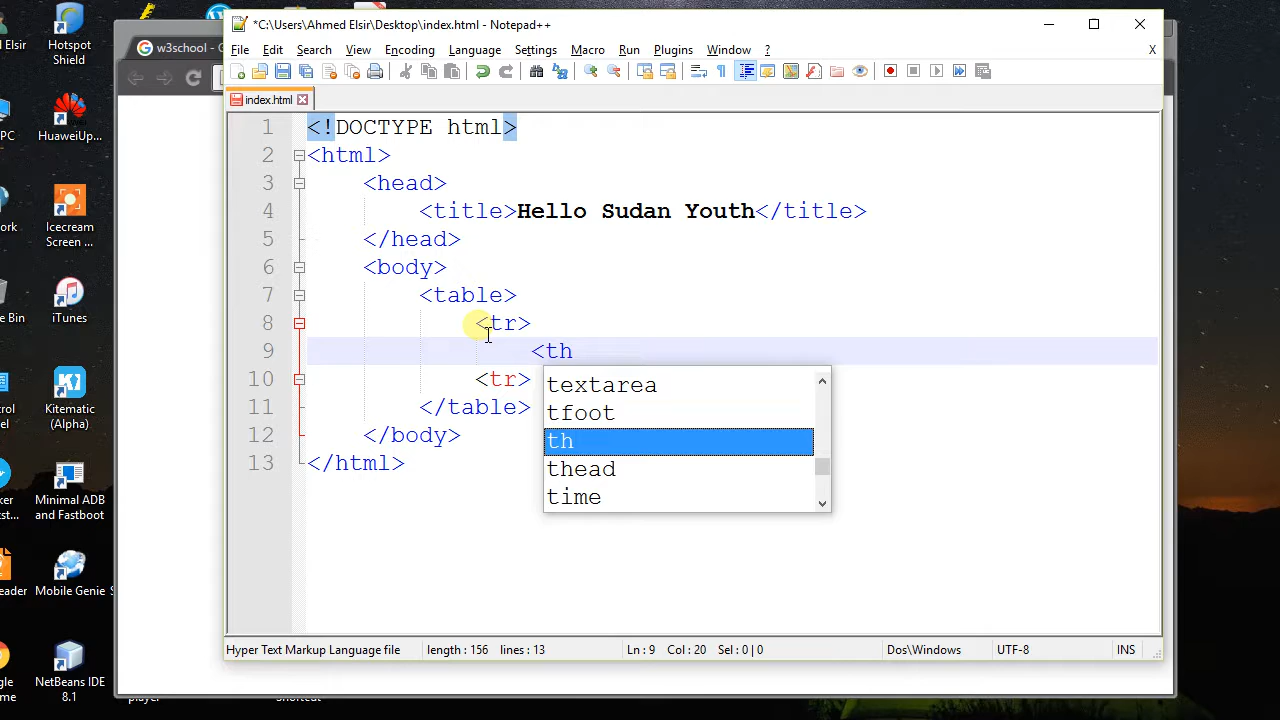 *C:\Users\Ahmed Elsir\Desktop\index.html - Notepad++
File Edit Search View Encoding Language Settings Macro Run Plugins Window ? X
index.html
1 <!DOCTYPE html>
2 <html>
3 <head>
4 <title>Hello Sudan Youth</title>
5 </head>
6 <body>
7 <table>
8 <tr>
9 <th
10 <tr>
11 </table>
12 </body>
13 </html>
textarea
tfoot
th
thead
time
Hyper Text Markup Language file length : 156 lines : 13 Ln : 9 Col : 20 Sel : 0 | 0 Dos\Windows UTF-8 INS
w3school - G
Elsir
Hotspot
Shield
PC
HuaweiUp...
Icecream
Screen ...
iTunes
Bin
Kitematic
(Alpha)
Minimal ADB
and Fastboot
Mobile Genie
NetBeans IDE
8.1
player